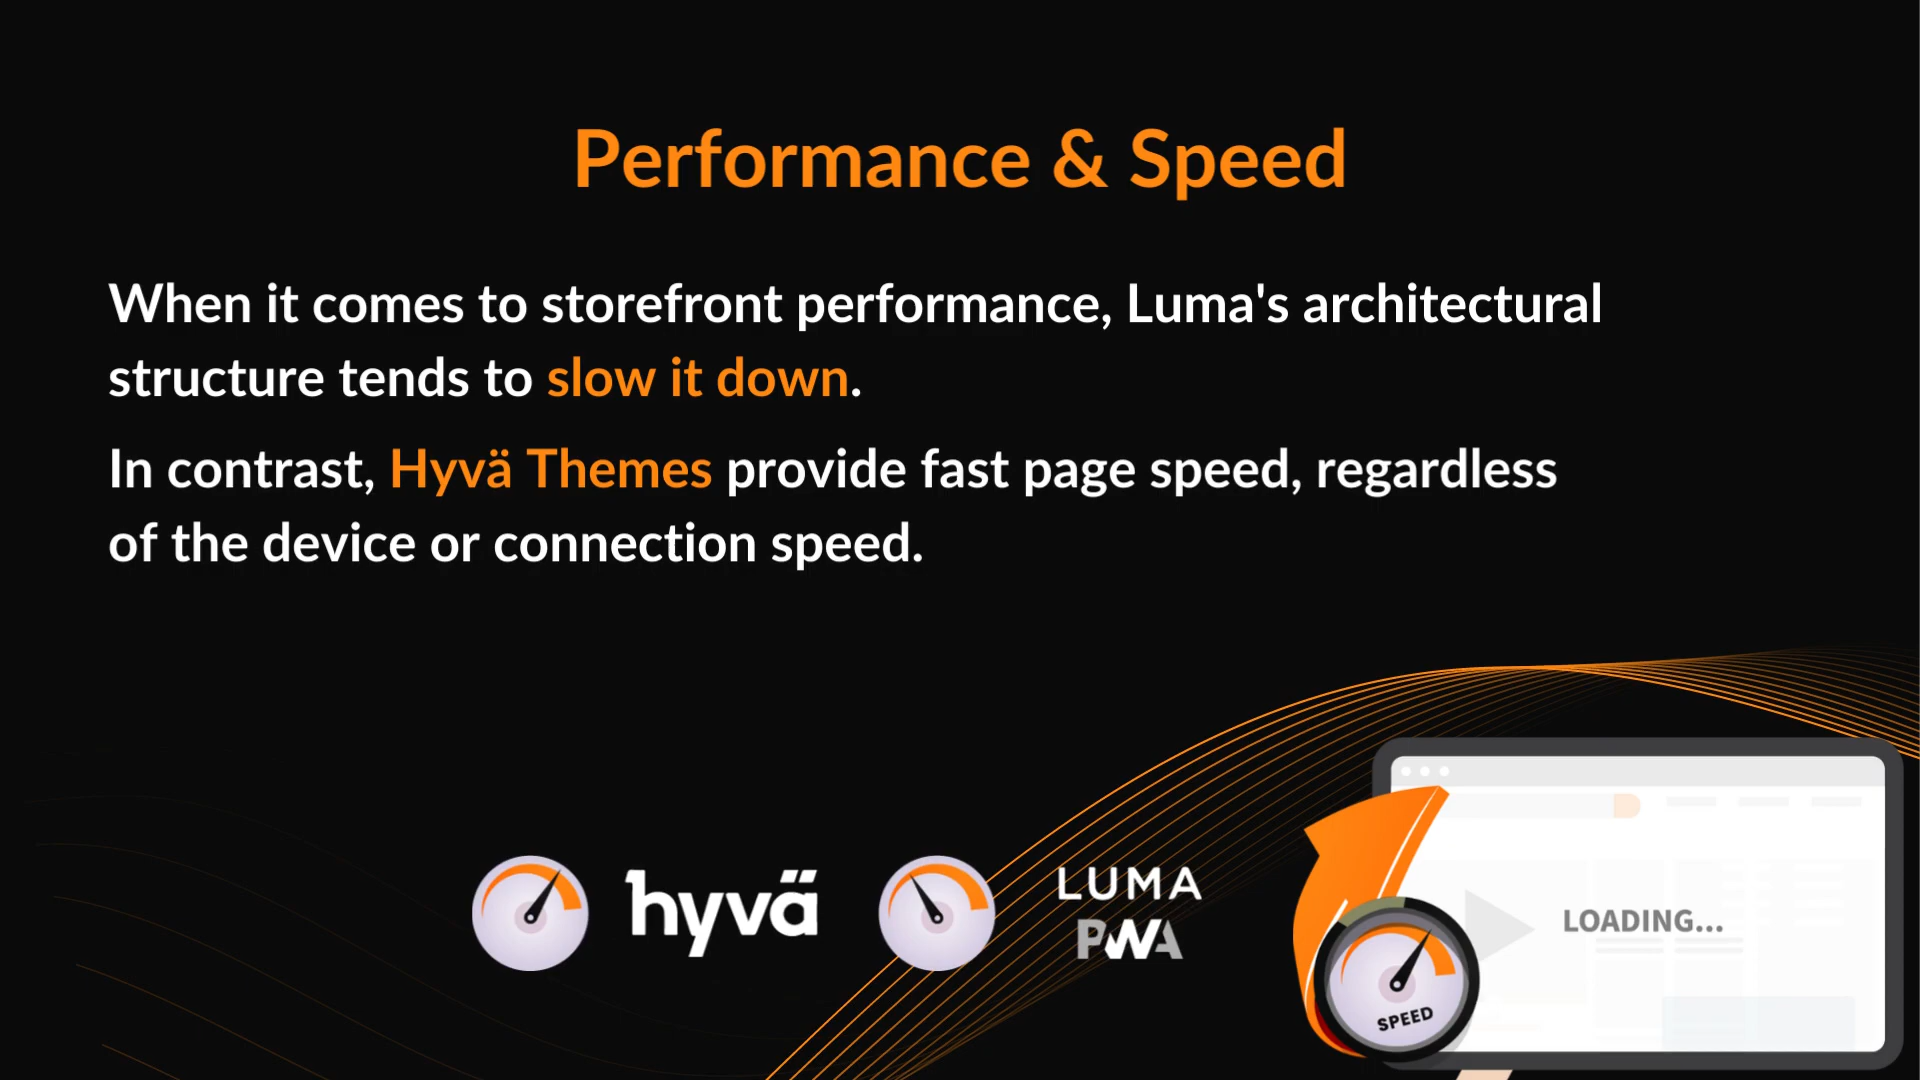 Performance & Speed
When it comes to storefront performance, Luma's architectural
structure tends to slow it down.
In contrast, Hyvä Themes provide fast page speed, regardless
of the device or connection speed.
hyvä
LUMA
PWA
LOADING...
SPEED